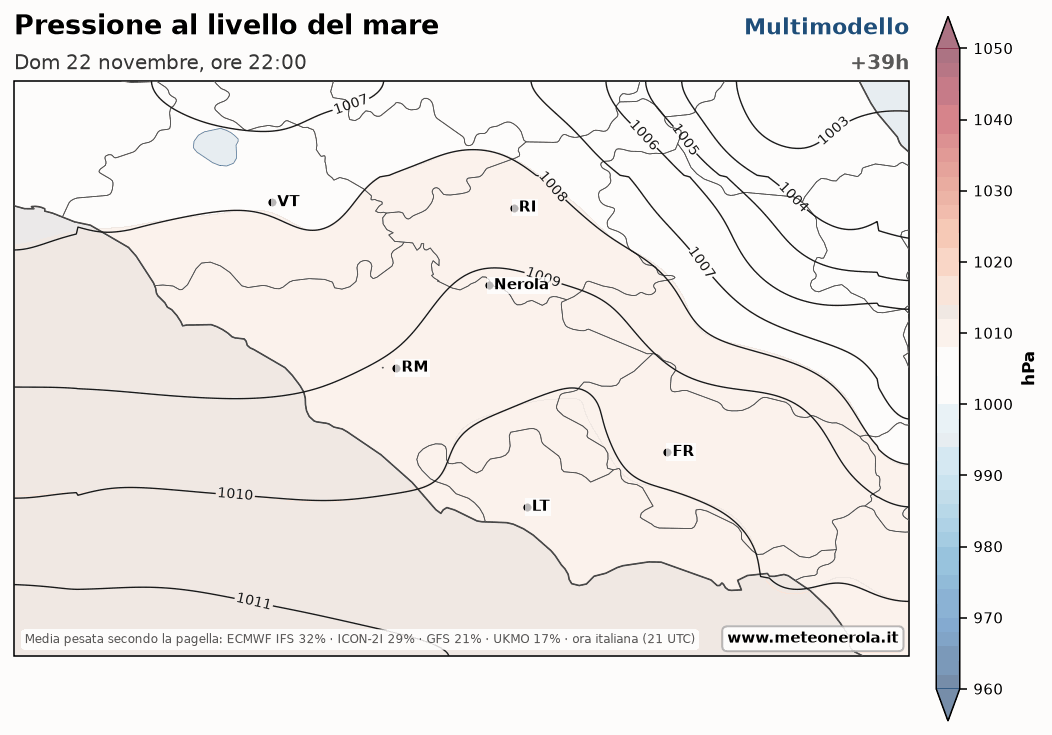 Pressione al livello del mare
Multimodello
Dom 22 novembre, ore 22:00
+39h
1007
1006
1005
1003
1004
1008
1007
1009
1010
1011
VT
RI
Nerola
RM
FR
LT
Media pesata secondo la pagella: ECMWF IFS 32% · ICON-2I 29% · GFS 21% · UKMO 17% · ora italiana (21 UTC)
www.meteonerola.it
1050
1040
1030
1020
1010
1000
990
980
970
960
hPa